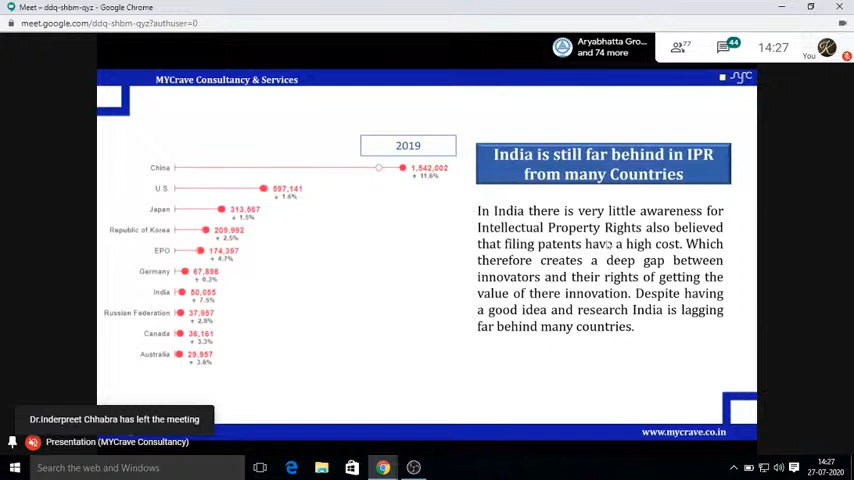 Meet – ddq-shbm-qyz - Google Chrome
meet.google.com/ddq-shbm-qyz?authuser=0
Aryabhatta Gro...
and 74 more
77
44
14:27
You
MYCrave Consultancy & Services
2019
China
1,542,002
+ 11.6%
U.S.
597,141
+ 1.6%
Japan
313,567
+ 1.5%
Republic of Korea
209,992
+ 2.5%
EPO
174,397
+ 4.7%
Germany
67,898
+ 0.3%
India
50,055
+ 7.5%
Russian Federation
37,957
+ 2.9%
Canada
36,161
+ 3.3%
Australia
29,957
+ 3.6%
India is still far behind in IPR
from many Countries
In India there is very little awareness for
Intellectual Property Rights also believed
that filing patents have a high cost. Which
therefore creates a deep gap between
innovators and their rights of getting the
value of there innovation. Despite having
a good idea and research India is lagging
far behind many countries.
Dr.Inderpreet Chhabra has left the meeting
Presentation (MYCrave Consultancy)
www.mycrave.co.in
Search the web and Windows
14:27
27-07-2020